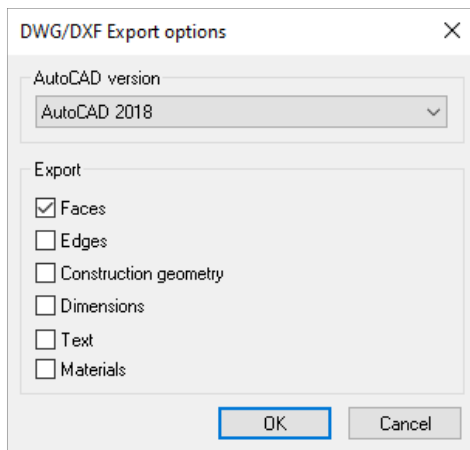 DWG/DXF Export options
AutoCAD version
AutoCAD 2018
Export
Faces
Edges
Construction geometry
Dimensions
Text
Materials
OK Cancel